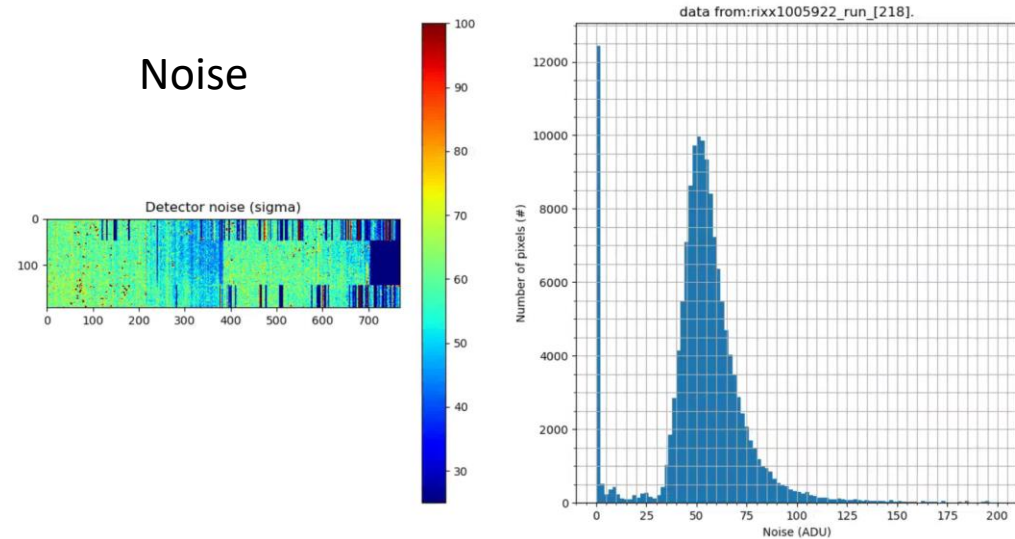 Noise
Detector noise (sigma)
0
100
0 100 200 300 400 500 600 700
100
90
80
70
60
50
40
30
data from:rixx1005922_run_[218].
Number of pixels (#)
12000
10000
8000
6000
4000
2000
0
0 25 50 75 100 125 150 175 200
Noise (ADU)